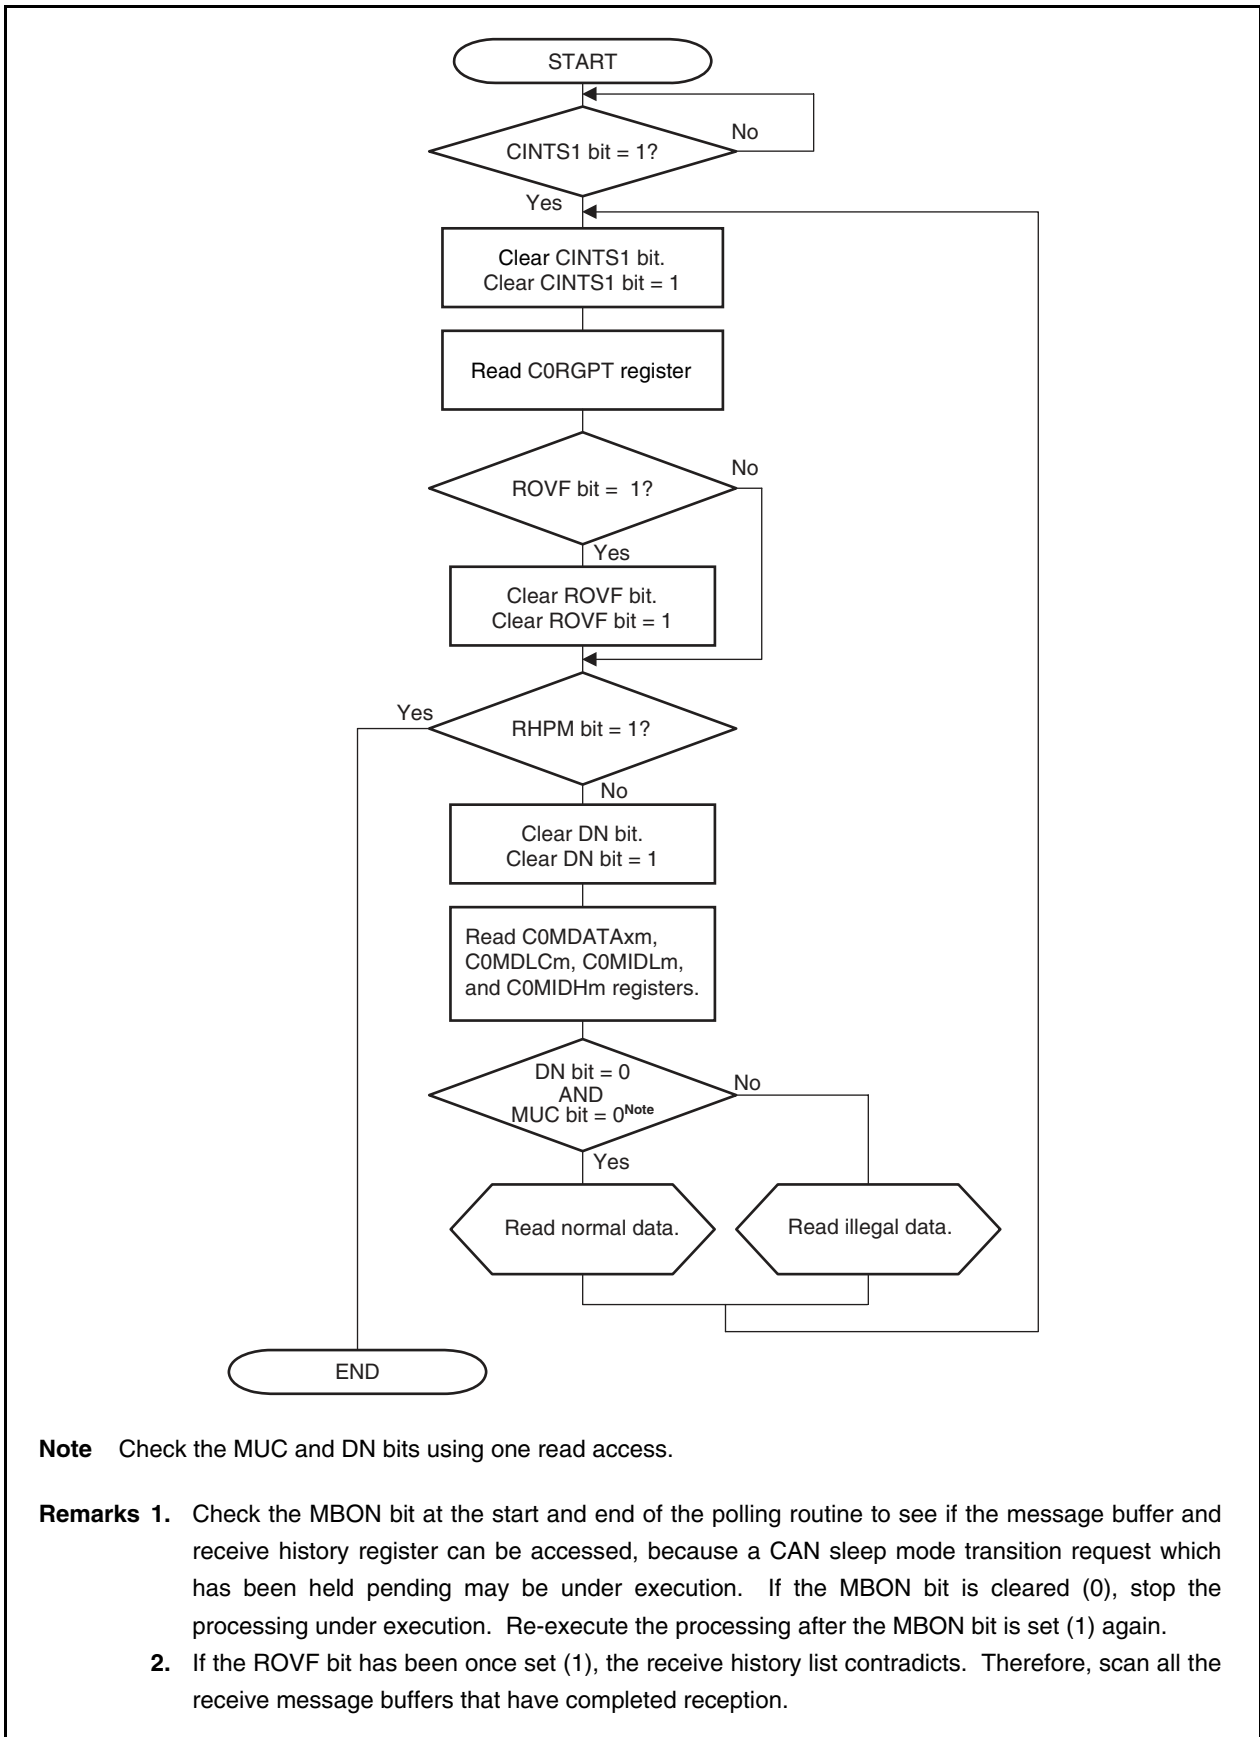 START
CINTS1 bit = 1?
No
Yes
Clear CINTS1 bit.
Clear CINTS1 bit = 1
Read C0RGPT register
ROVF bit = 1?
No
Yes
Clear ROVF bit.
Clear ROVF bit = 1
RHPM bit = 1?
Yes
No
Clear DN bit.
Clear DN bit = 1
Read C0MDATAxm,
C0MDLCm, C0MIDLm,
and C0MIDHm registers.
DN bit = 0
AND
MUC bit = 0Note
No
Yes
Read normal data.
Read illegal data.
END
Note Check the MUC and DN bits using one read access.
Remarks 1. Check the MBON bit at the start and end of the polling routine to see if the message buffer and
receive history register can be accessed, because a CAN sleep mode transition request which
has been held pending may be under execution. If the MBON bit is cleared (0), stop the
processing under execution. Re-execute the processing after the MBON bit is set (1) again.
2. If the ROVF bit has been once set (1), the receive history list contradicts. Therefore, scan all the
receive message buffers that have completed reception.